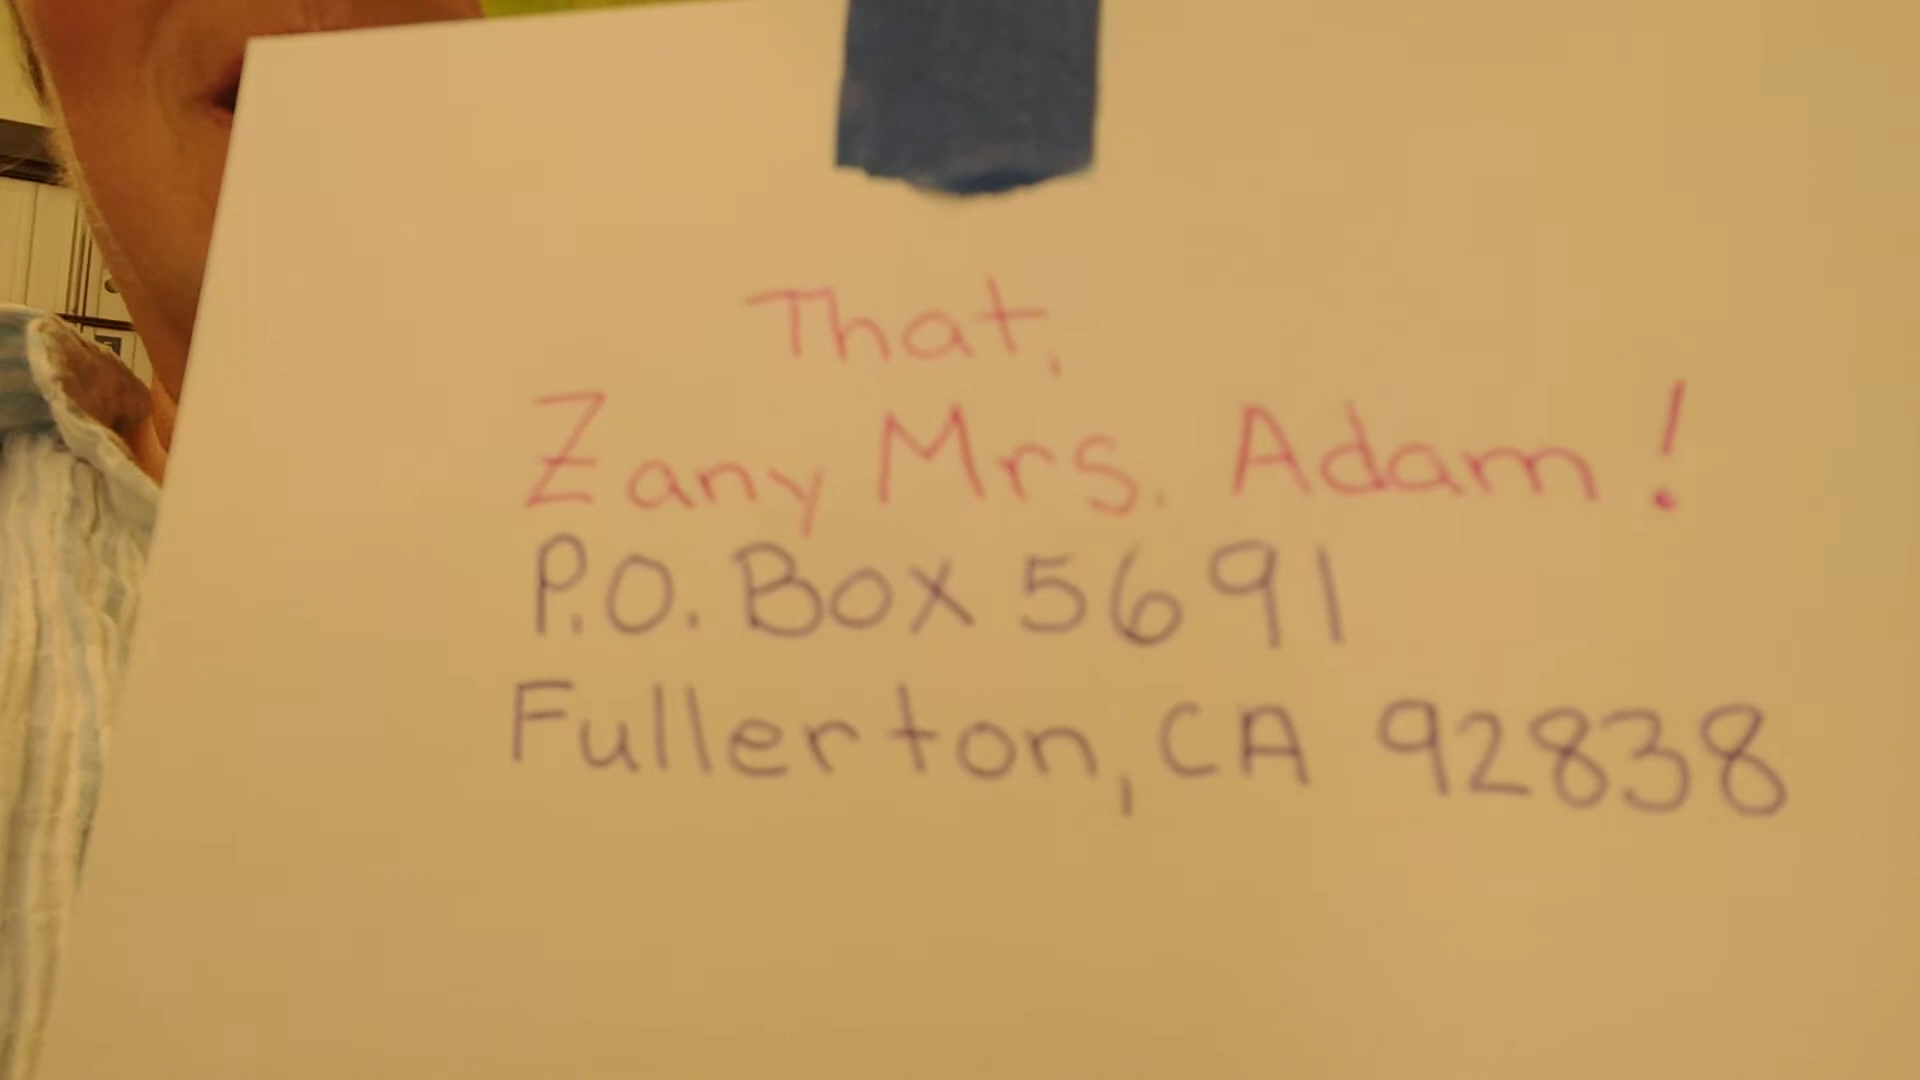 That,
Zany Mrs. Adam!
P.O. Box 5691
Fullerton, CA 92838